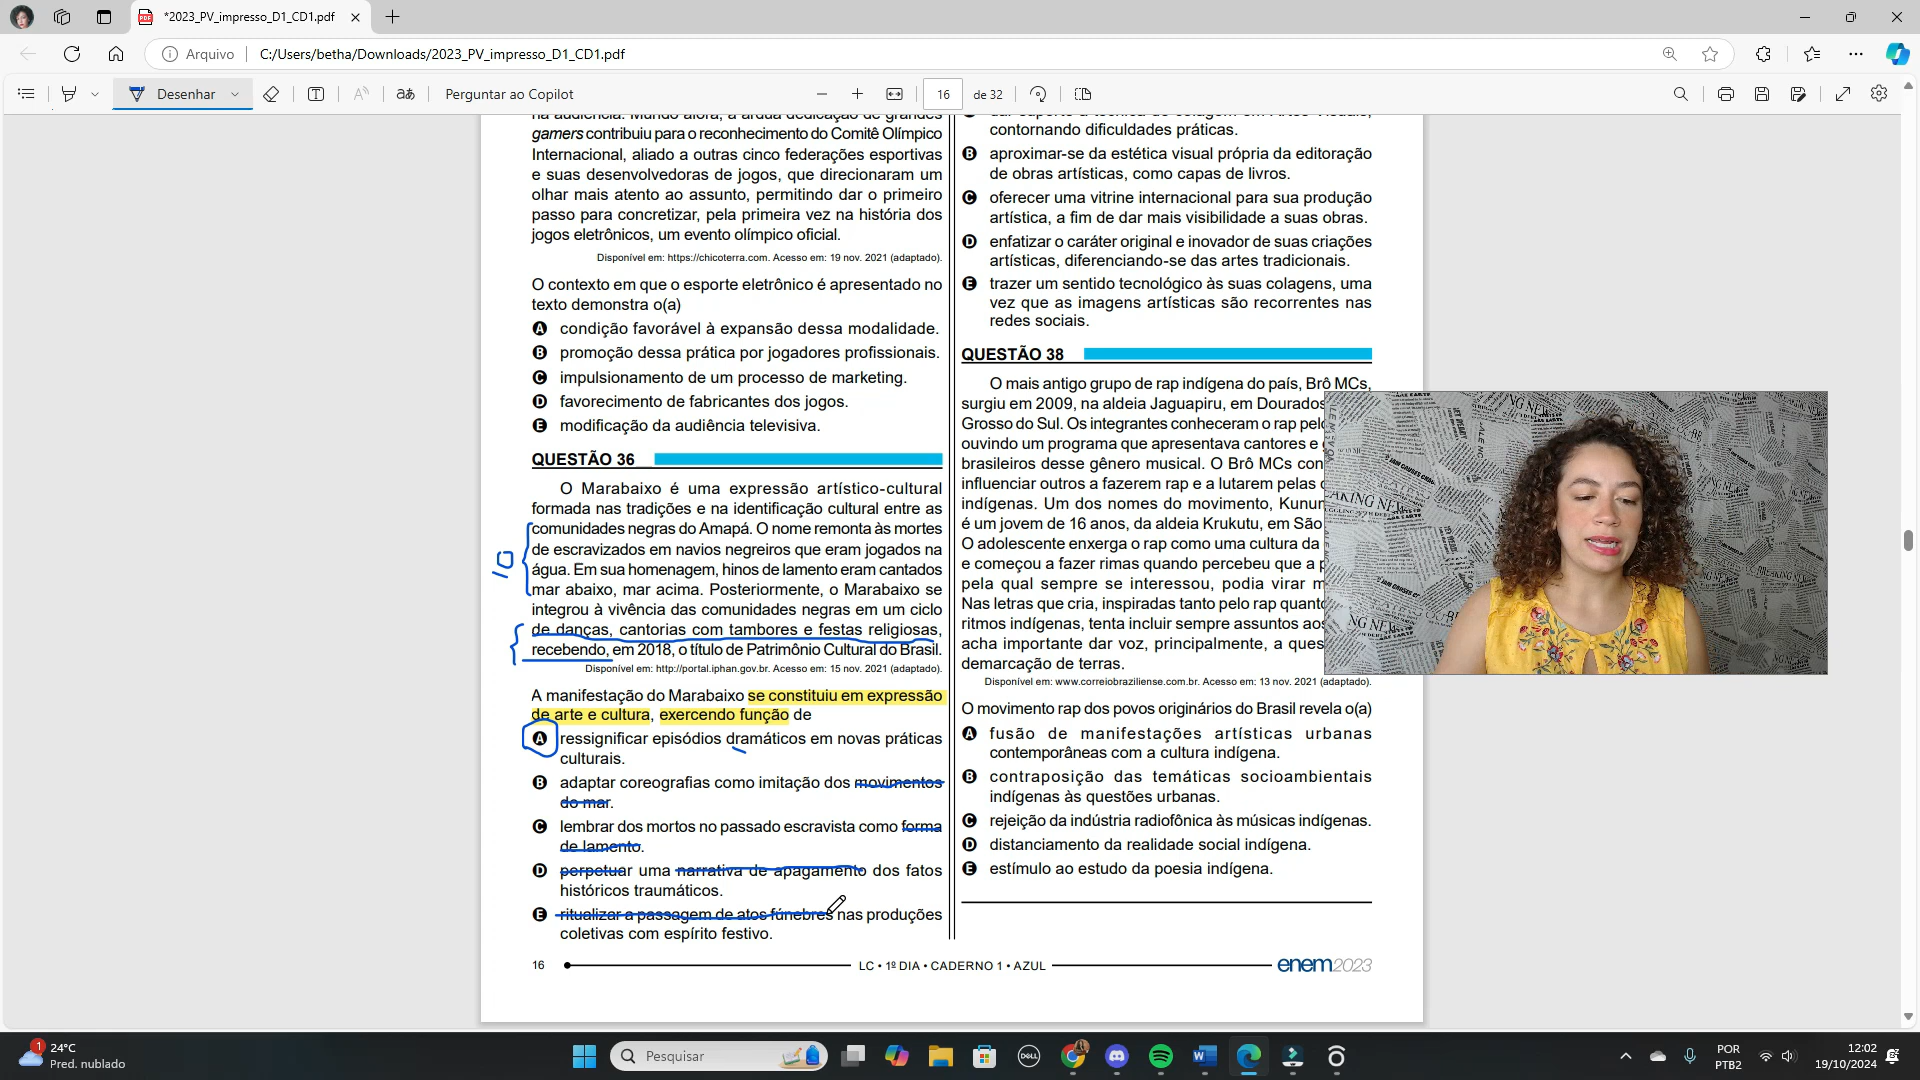 *2023_PV_impresso_D1_CD1.pdf
Arquivo
C:/Users/betha/Downloads/2023_PV_impresso_D1_CD1.pdf
Desenhar
Perguntar ao Copilot
16
de 32
na audiência. Mundo afora, a árdua dedicação de grandes
gamers contribuiu para o reconhecimento do Comitê Olímpico
Internacional, aliado a outras cinco federações esportivas
e suas desenvolvedoras de jogos, que direcionaram um
olhar mais atento ao assunto, permitindo dar o primeiro
passo para concretizar, pela primeira vez na história dos
jogos eletrônicos, um evento olímpico oficial.
Disponível em: https://chicoterra.com. Acesso em: 19 nov. 2021 (adaptado).
O contexto em que o esporte eletrônico é apresentado no
texto demonstra o(a)
A condição favorável à expansão dessa modalidade.
B promoção dessa prática por jogadores profissionais.
C impulsionamento de um processo de marketing.
D favorecimento de fabricantes dos jogos.
E modificação da audiência televisiva.
QUESTÃO 36
O Marabaixo é uma expressão artístico-cultural
formada nas tradições e na identificação cultural entre as
comunidades negras do Amapá. O nome remonta às mortes
de escravizados em navios negreiros que eram jogados na
água. Em sua homenagem, hinos de lamento eram cantados
mar abaixo, mar acima. Posteriormente, o Marabaixo se
integrou à vivência das comunidades negras em um ciclo
de danças, cantorias com tambores e festas religiosas,
recebendo, em 2018, o título de Patrimônio Cultural do Brasil.
Disponível em: http://portal.iphan.gov.br. Acesso em: 15 nov. 2021 (adaptado).
A manifestação do Marabaixo se constituiu em expressão
de arte e cultura, exercendo função de
A ressignificar episódios dramáticos em novas práticas
culturais.
B adaptar coreografias como imitação dos movimentos
do mar.
C lembrar dos mortos no passado escravista como forma
de lamento.
D perpetuar uma narrativa de apagamento dos fatos
históricos traumáticos.
E ritualizar a passagem de atos fúnebres nas produções
coletivas com espírito festivo.
dar suporte à técnica de colagem em Artes Visuais,
contornando dificuldades práticas.
B aproximar-se da estética visual própria da editoração
de obras artísticas, como capas de livros.
C oferecer uma vitrine internacional para sua produção
artística, a fim de dar mais visibilidade a suas obras.
D enfatizar o caráter original e inovador de suas criações
artísticas, diferenciando-se das artes tradicionais.
E trazer um sentido tecnológico às suas colagens, uma
vez que as imagens artísticas são recorrentes nas
redes sociais.
QUESTÃO 38
O mais antigo grupo de rap indígena do país, Brô MCs,
surgiu em 2009, na aldeia Jaguapiru, em Dourados
Grosso do Sul. Os integrantes conheceram o rap pelo
ouvindo um programa que apresentava cantores e
brasileiros desse gênero musical. O Brô MCs con
influenciar outros a fazerem rap e a lutarem pelas
indígenas. Um dos nomes do movimento, Kunu
é um jovem de 16 anos, da aldeia Krukutu, em São
O adolescente enxerga o rap como uma cultura da
e começou a fazer rimas quando percebeu que a p
pela qual sempre se interessou, podia virar m
Nas letras que cria, inspiradas tanto pelo rap quant
ritmos indígenas, tenta incluir sempre assuntos aos
acha importante dar voz, principalmente, a ques
demarcação de terras.
Disponível em: www.correiobraziliense.com.br. Acesso em: 13 nov. 2021 (adaptado).
O movimento rap dos povos originários do Brasil revela o(a)
A fusão de manifestações artísticas urbanas
contemporâneas com a cultura indígena.
B contraposição das temáticas socioambientais
indígenas às questões urbanas.
C rejeição da indústria radiofônica às músicas indígenas.
D distanciamento da realidade social indígena.
E estímulo ao estudo da poesia indígena.
16
LC • 1º DIA • CADERNO 1 • AZUL
enem2023
1
24°C
Pred. nublado
Pesquisar
DELL
POR
PTB2
12:02
19/10/2024